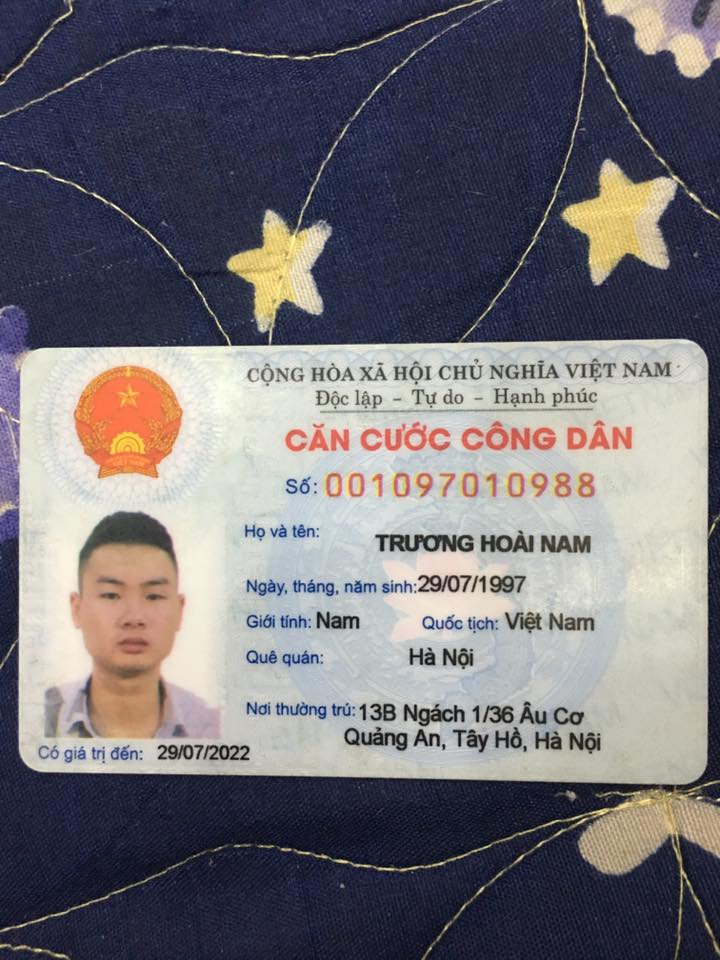 CỘNG HÒA XÃ HỘI CHỦ NGHĨA VIỆT NAM
Độc lập - Tự do - Hạnh phúc
CĂN CƯỚC CÔNG DÂN
Số: 001097010988
Họ và tên: TRƯƠNG HOÀI NAM
Ngày, tháng, năm sinh: 29/07/1997
Giới tính: Nam Quốc tịch: Việt Nam
Quê quán: Hà Nội
Nơi thường trú: 13B Ngách 1/36 Âu Cơ
Quảng An, Tây Hồ, Hà Nội
Có giá trị đến: 29/07/2022